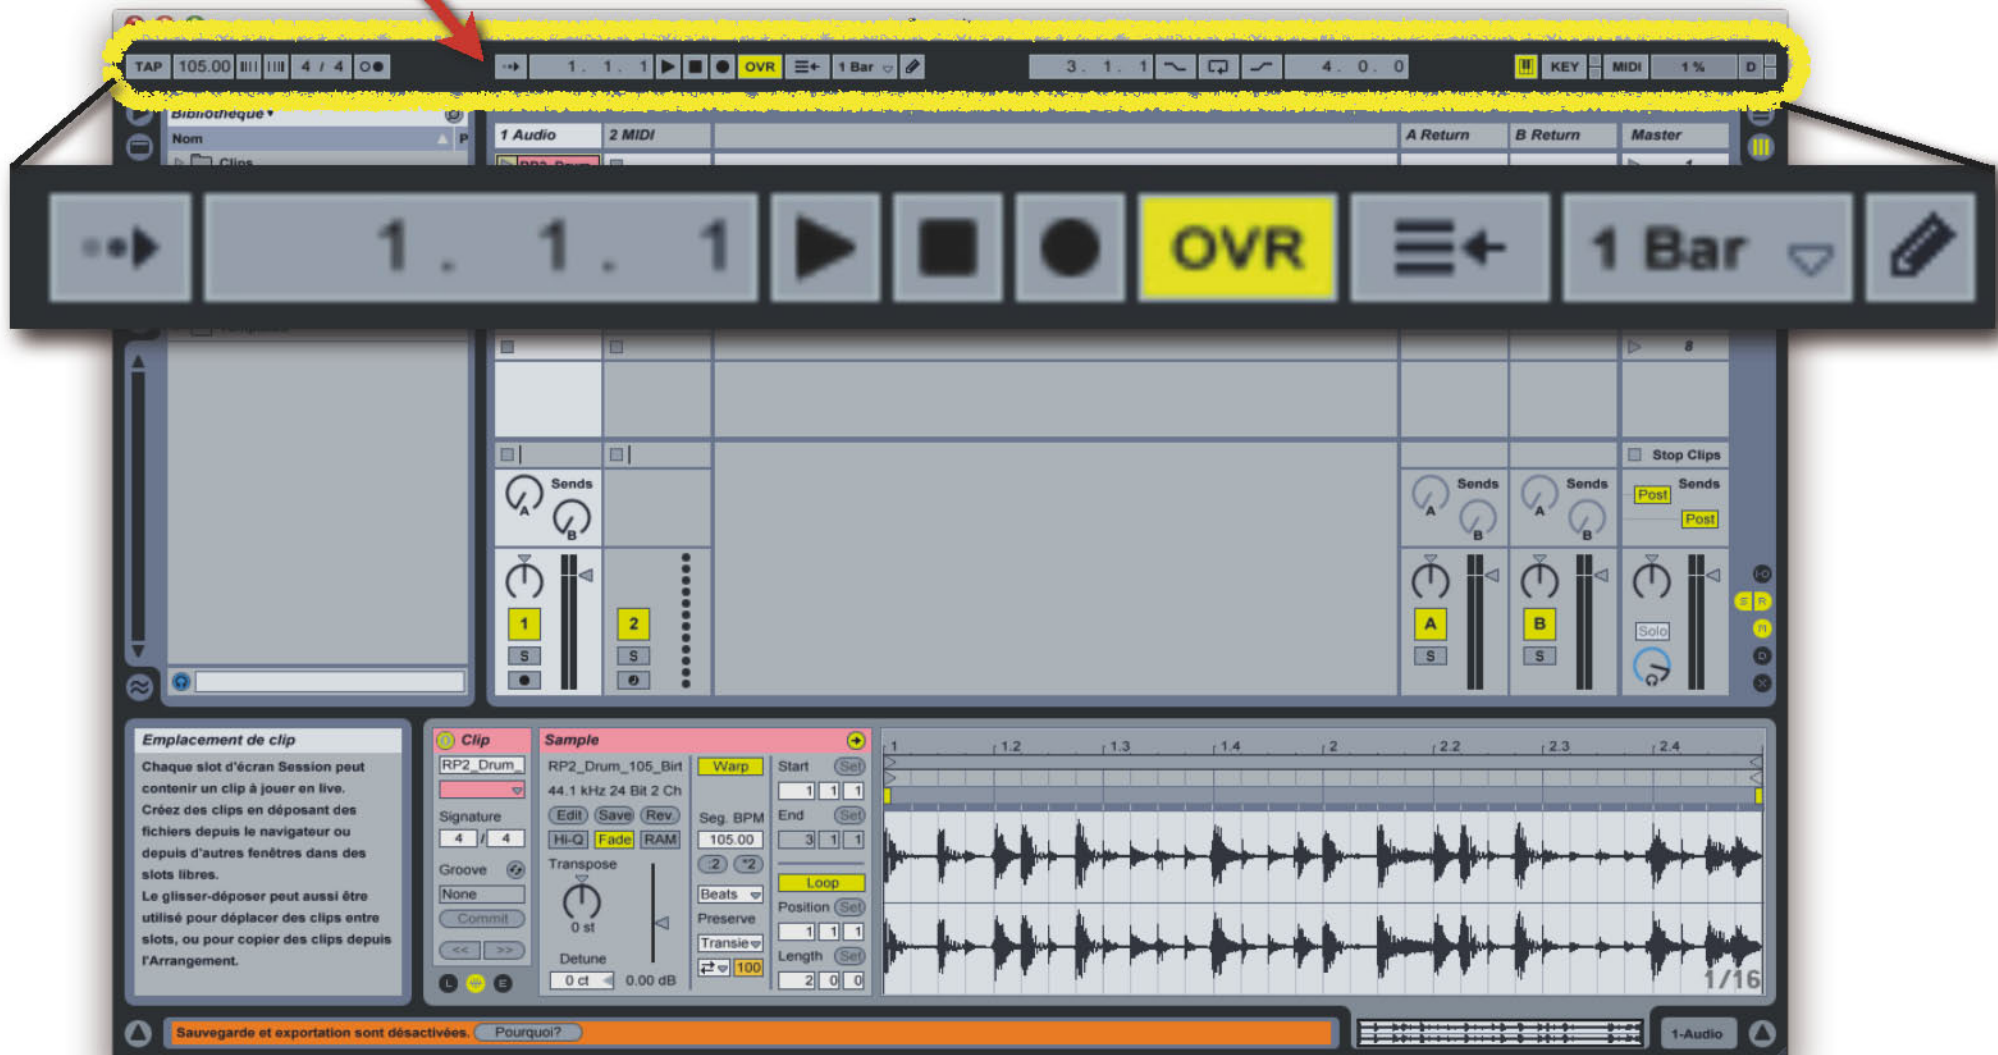 TAP 105.00 4 / 4
1. 1. 1 OVR 1 Bar
3. 1. 1 4. 0. 0
KEY MIDI 1 % D
Bibliothèque
Nom P
Clips
1 Audio 2 MIDI A Return B Return Master
RP2_Drum_ 1
1. 1. 1 OVR 1 Bar
8
Stop Clips
Sends A B
Sends A B
Sends A B
Sends Post Post
1 2 A B Solo
S S S S
S R
M
D
Emplacement de clip
Chaque slot d'écran Session peut
contenir un clip à jouer en live.
Créez des clips en déposant des
fichiers depuis le navigateur ou
depuis d'autres fenêtres dans des
slots libres.
Le glisser-déposer peut aussi être
utilisé pour déplacer des clips entre
slots, ou pour copier des clips depuis
l'Arrangement.
Clip
RP2_Drum_
Signature
4 / 4
Groove
None
Commit
<< >>
L E
Sample
RP2_Drum_105_Birt
44.1 kHz 24 Bit 2 Ch
Edit Save Rev.
Hi-Q Fade RAM
Transpose
0 st
Detune
0 ct 0.00 dB
Warp
Seg. BPM
105.00
:2 *2
Beats
Preserve
Transie
100
Start Set
1 1 1
End Set
3 1 1
Loop
Position Set
1 1 1
Length Set
2 0 0
1 1.2 1.3 1.4 2 2.2 2.3 2.4
1/16
Sauvegarde et exportation sont désactivées. Pourquoi?
1-Audio